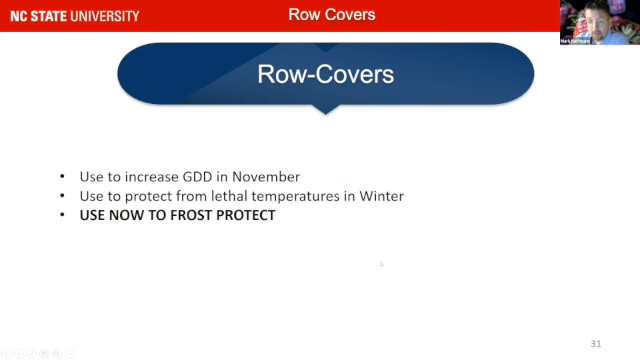 NC STATE UNIVERSITY
Row Covers
Row-Covers
• Use to increase GDD in November
• Use to protect from lethal temperatures in Winter
• USE NOW TO FROST PROTECT
31